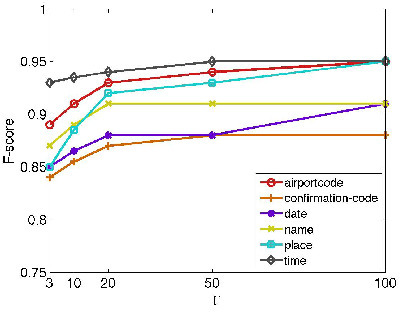 1
0.95
0.9
0.85
0.8
0.75
F-score
3 10 20 50 100
airportcode
confirmation-code
date
name
place
time